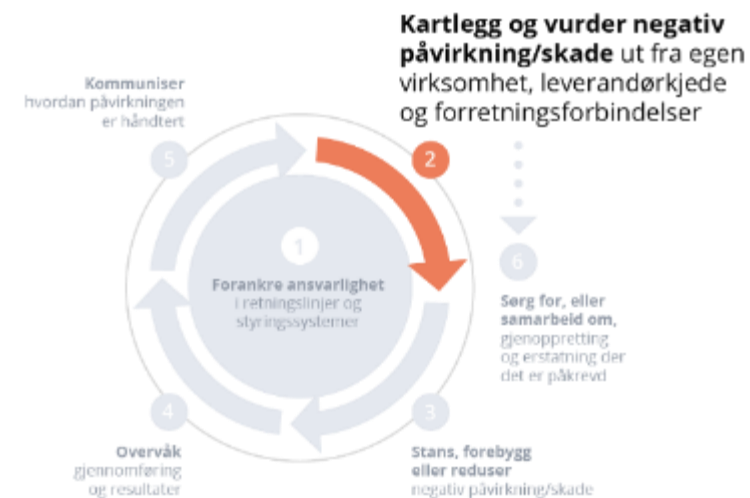 Kartlegg og vurder negativ
påvirkning/skade ut fra egen
virksomhet, leverandørkjede
og forretningsforbindelser
Kommuniser
hvordan påvirkningen
er håndtert
5
2
1
Forankre ansvarlighet
i retningslinjer og
styringssystemer
6
Sørg for, eller
samarbeid om,
gjenoppretting
og erstatning der
det er påkrevd
4
Overvåk
gjennomføring
og resultater
3
Stans, forebygg
eller reduser
negativ påvirkning/skade